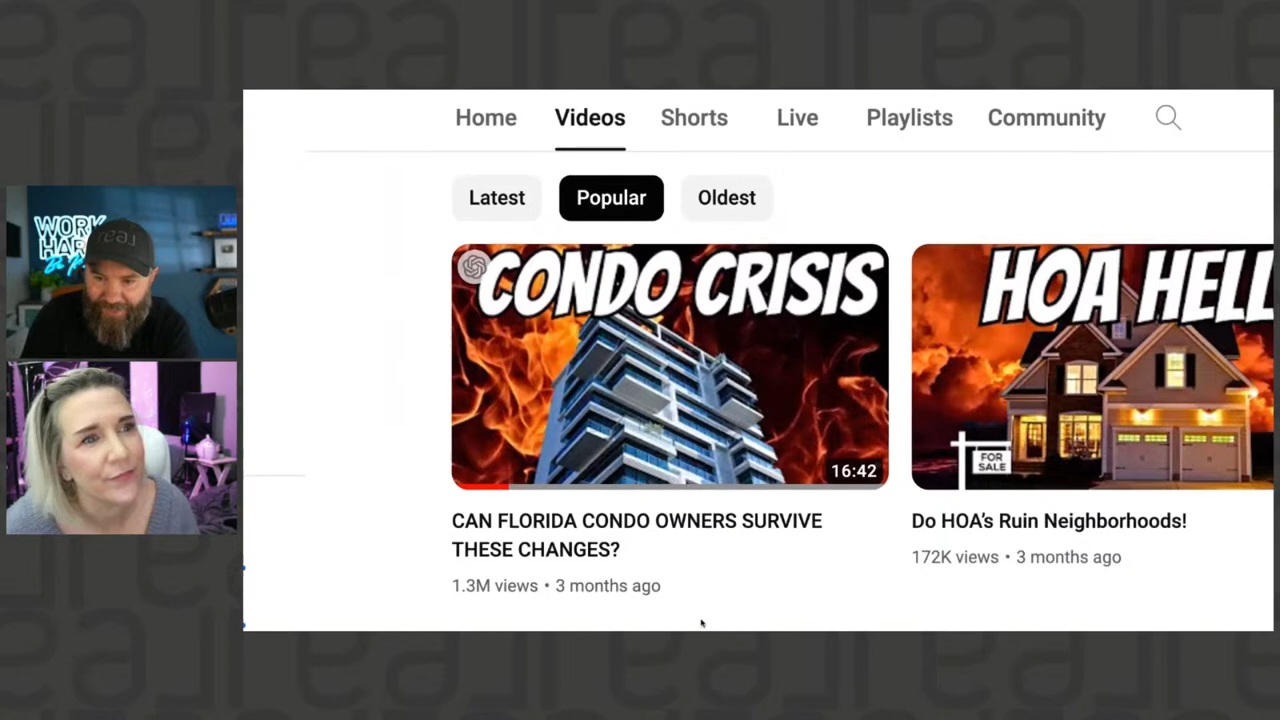 Home Videos Shorts Live Playlists Community
Latest Popular Oldest
CONDO CRISIS
HOA HELL
16:42
FOR
SALE
CAN FLORIDA CONDO OWNERS SURVIVE
THESE CHANGES?
1.3M views • 3 months ago
Do HOA’s Ruin Neighborhoods!
172K views • 3 months ago
WORK
HARD
real